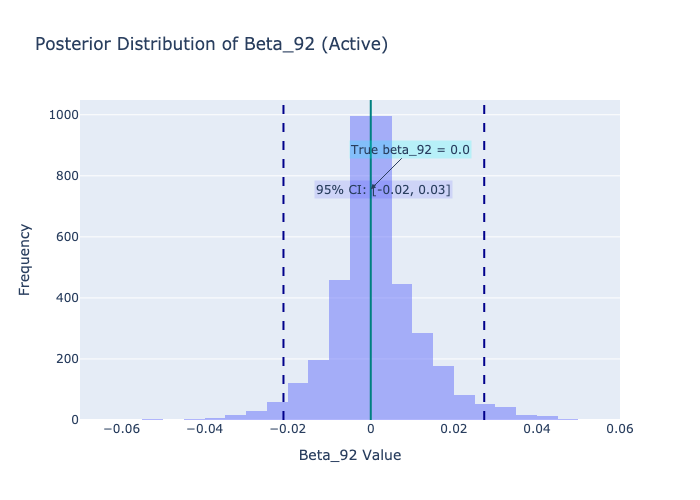 Posterior Distribution of Beta_92 (Active)
1000
True beta_92 = 0.0
800
95% CI: [-0.02, 0.03]
600
Frequency
400
200
0
−0.06 −0.04 −0.02 0 0.02 0.04 0.06
Beta_92 Value